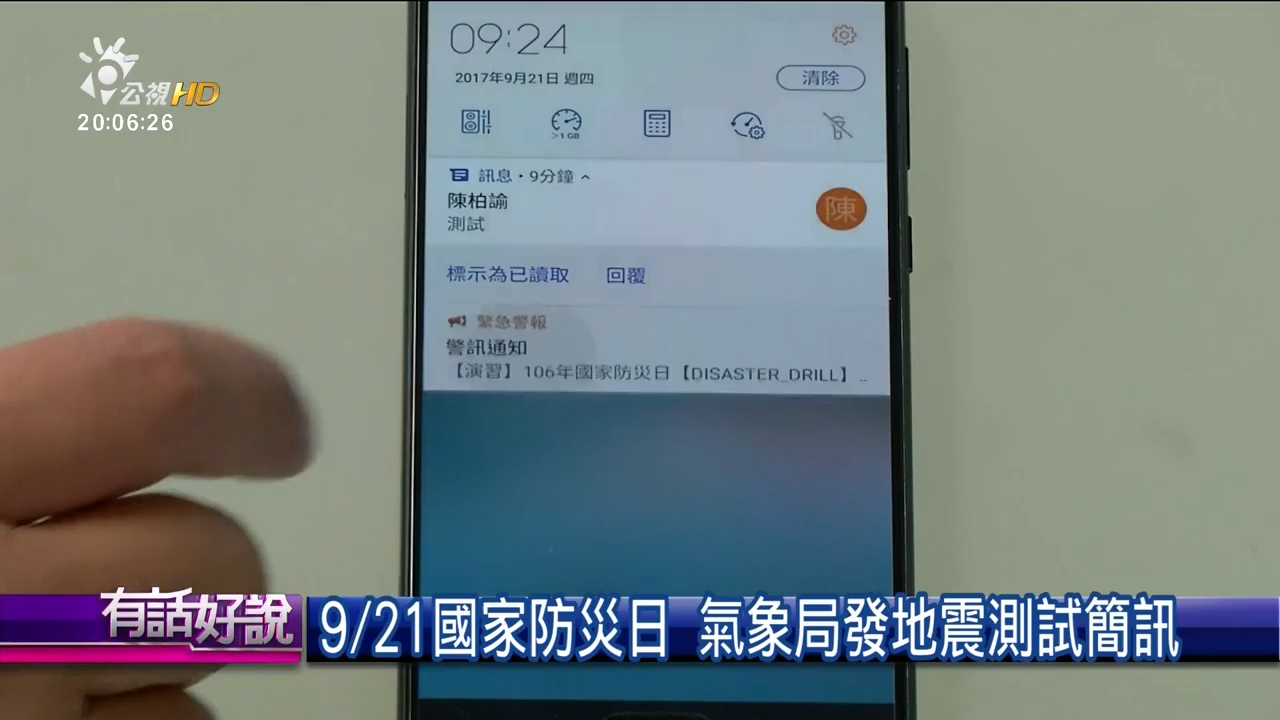 公視HD
20:06:26
09:24
2017年9月21日 週四
清除
>1 GB
訊息・9分鐘
陳柏諭
測試
陳
標示為已讀取 回覆
緊急警報
警訊通知
【演習】106年國家防災日【DISASTER_DRILL】..
有話好說
9/21國家防災日 氣象局發地震測試簡訊